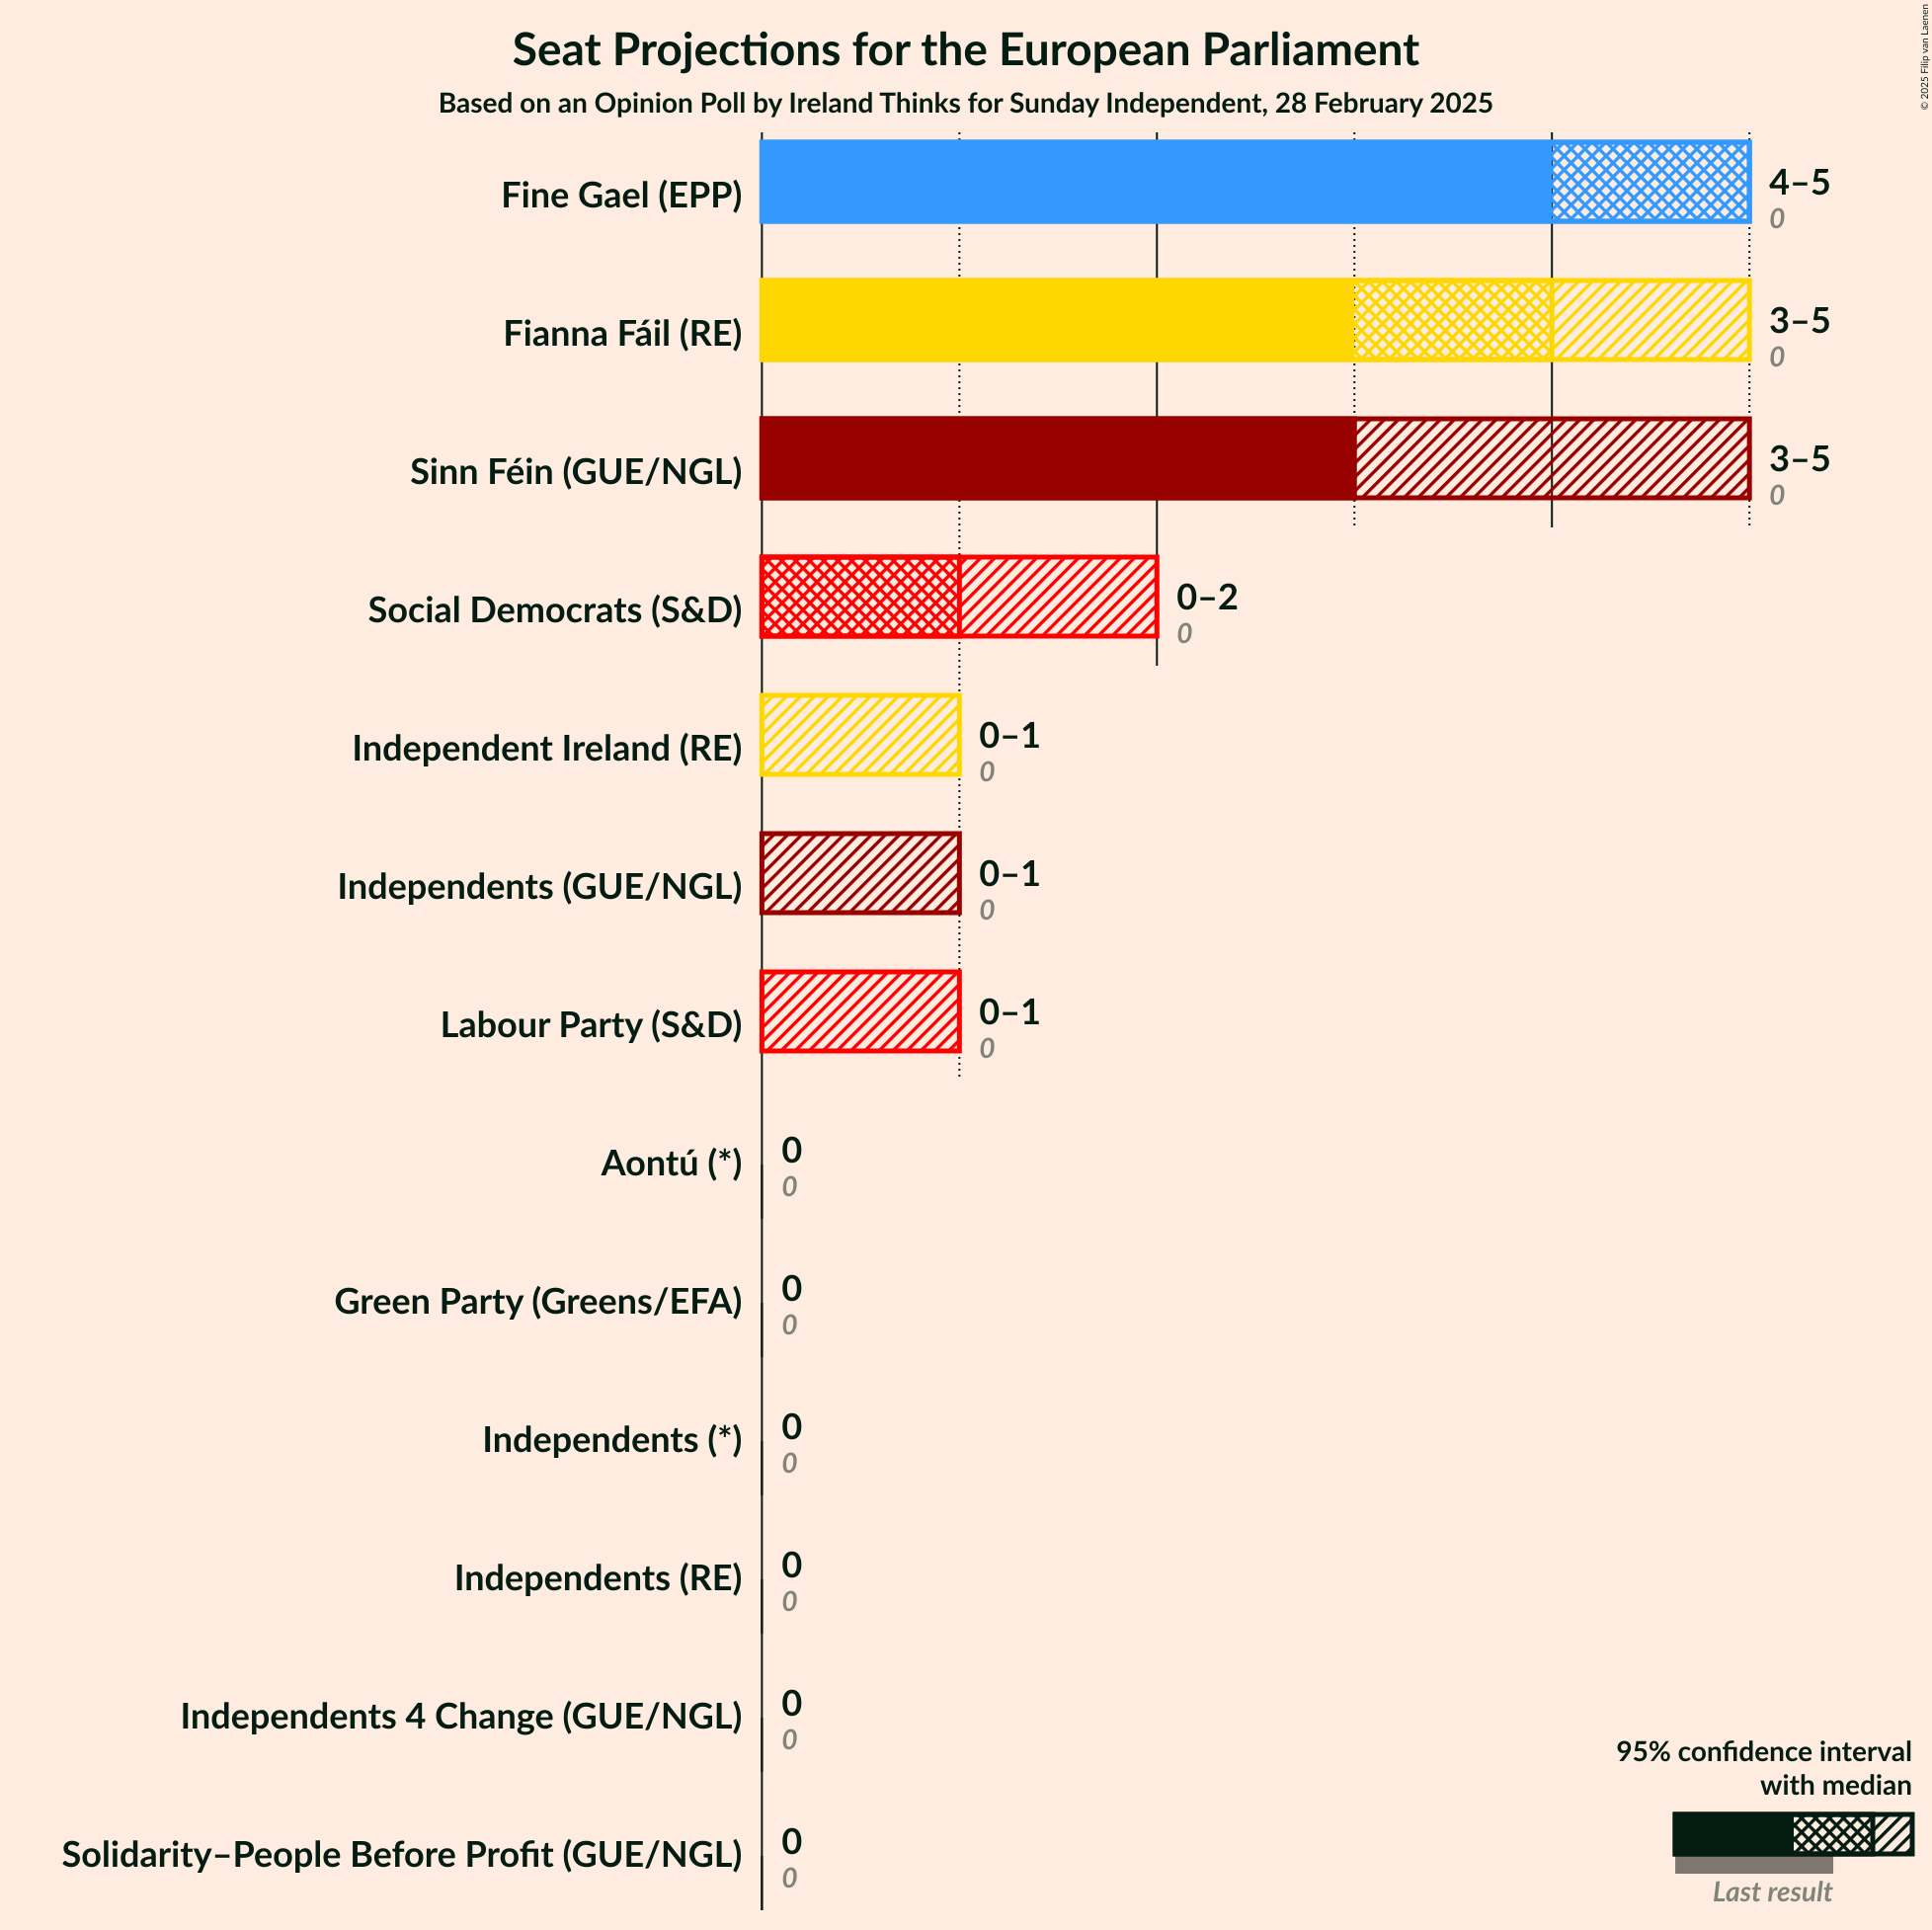 Seat Projections for the European Parliament
Based on an Opinion Poll by Ireland Thinks for Sunday Independent, 28 February 2025
© 2025 Filip van Laenen
Fine Gael (EPP)
4–5
0
Fianna Fáil (RE)
3–5
0
Sinn Féin (GUE/NGL)
3–5
0
Social Democrats (S&D)
0–2
0
Independent Ireland (RE)
0–1
0
Independents (GUE/NGL)
0–1
0
Labour Party (S&D)
0–1
0
Aontú (*)
0
0
Green Party (Greens/EFA)
0
0
Independents (*)
0
0
Independents (RE)
0
0
Independents 4 Change (GUE/NGL)
0
0
Solidarity–People Before Profit (GUE/NGL)
0
0
95% confidence interval
with median
Last result